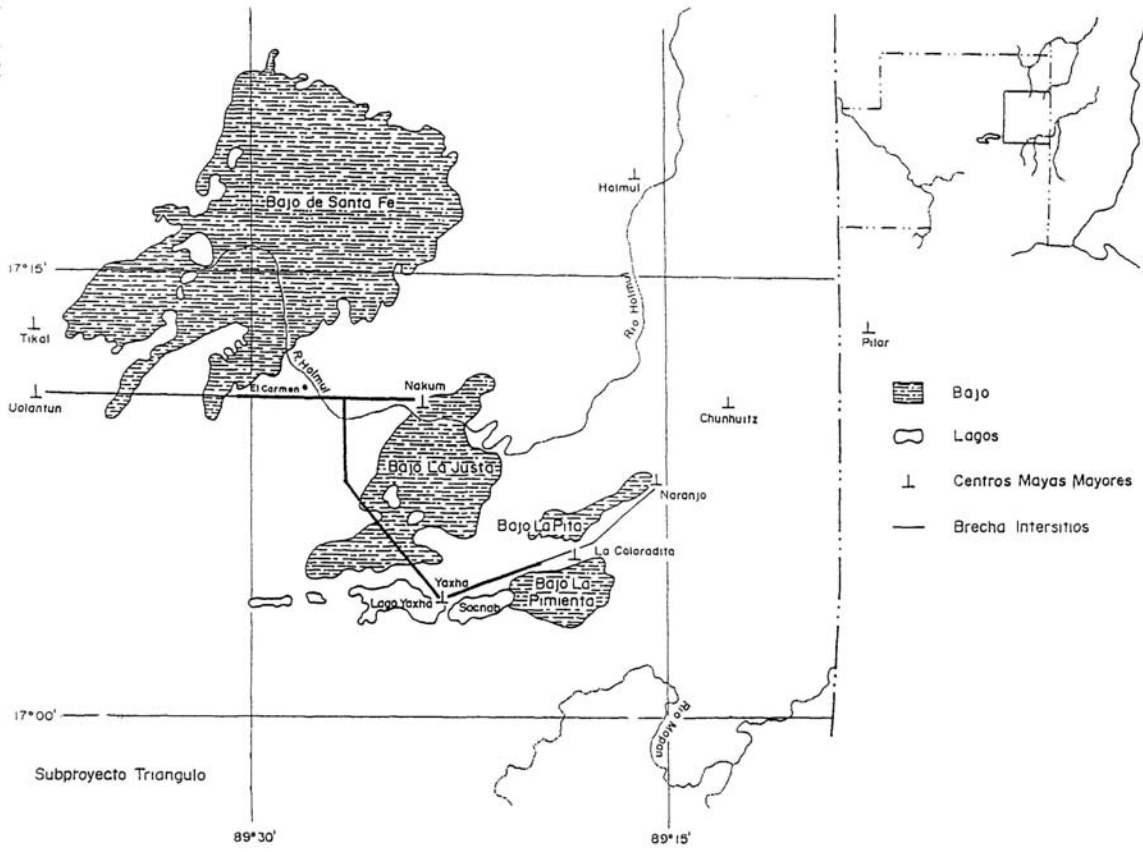 Bajo de Santa Fe
Holmul
17°15'
Río Holmul
Tikal
Pilar
R. Holmul
El Carmen
Nakum
Uolantun
Chunhuitz
Bajo La Justa
Naranjo
Bajo La Pita
La Coloradita
Yaxha
Lago Yaxha
Sacnab
Bajo La
Pimienta
17°00'
Río Mopan
Subproyecto Triangulo
89°30'
89°15'
Bajo
Lagos
Centros Mayas Mayores
Brecha Intersitios